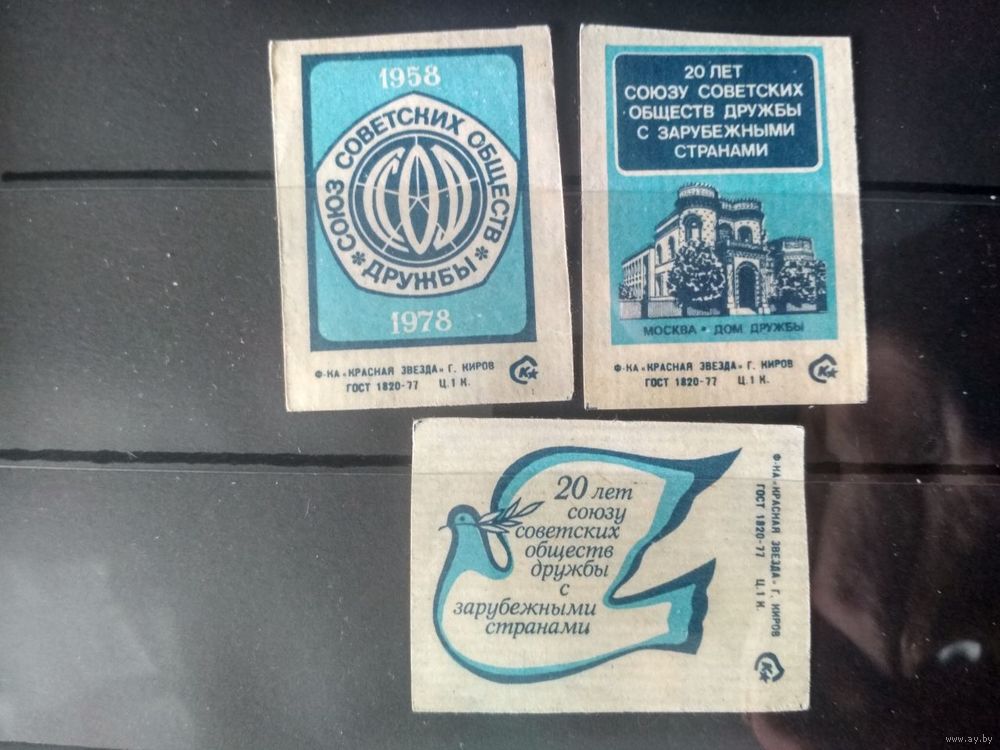 1958
СОЮЗ СОВЕТСКИХ ОБЩЕСТВ
* ДРУЖБЫ *
1978
Ф-КА «КРАСНАЯ ЗВЕЗДА» Г. КИРОВ
ГОСТ 1820-77 Ц.1 К.
К
20 ЛЕТ
СОЮЗУ СОВЕТСКИХ
ОБЩЕСТВ ДРУЖБЫ
С ЗАРУБЕЖНЫМИ
СТРАНАМИ
МОСКВА • ДОМ ДРУЖБЫ
Ф-КА «КРАСНАЯ ЗВЕЗДА» Г. КИРОВ
ГОСТ 1820-77 Ц.1 К.
К
20 лет
союзу
советских
обществ
дружбы
с
зарубежными
странами
Ф-КА «КРАСНАЯ ЗВЕЗДА» Г. КИРОВ
ГОСТ 1820-77 Ц.1 К.
К
www.ay.by